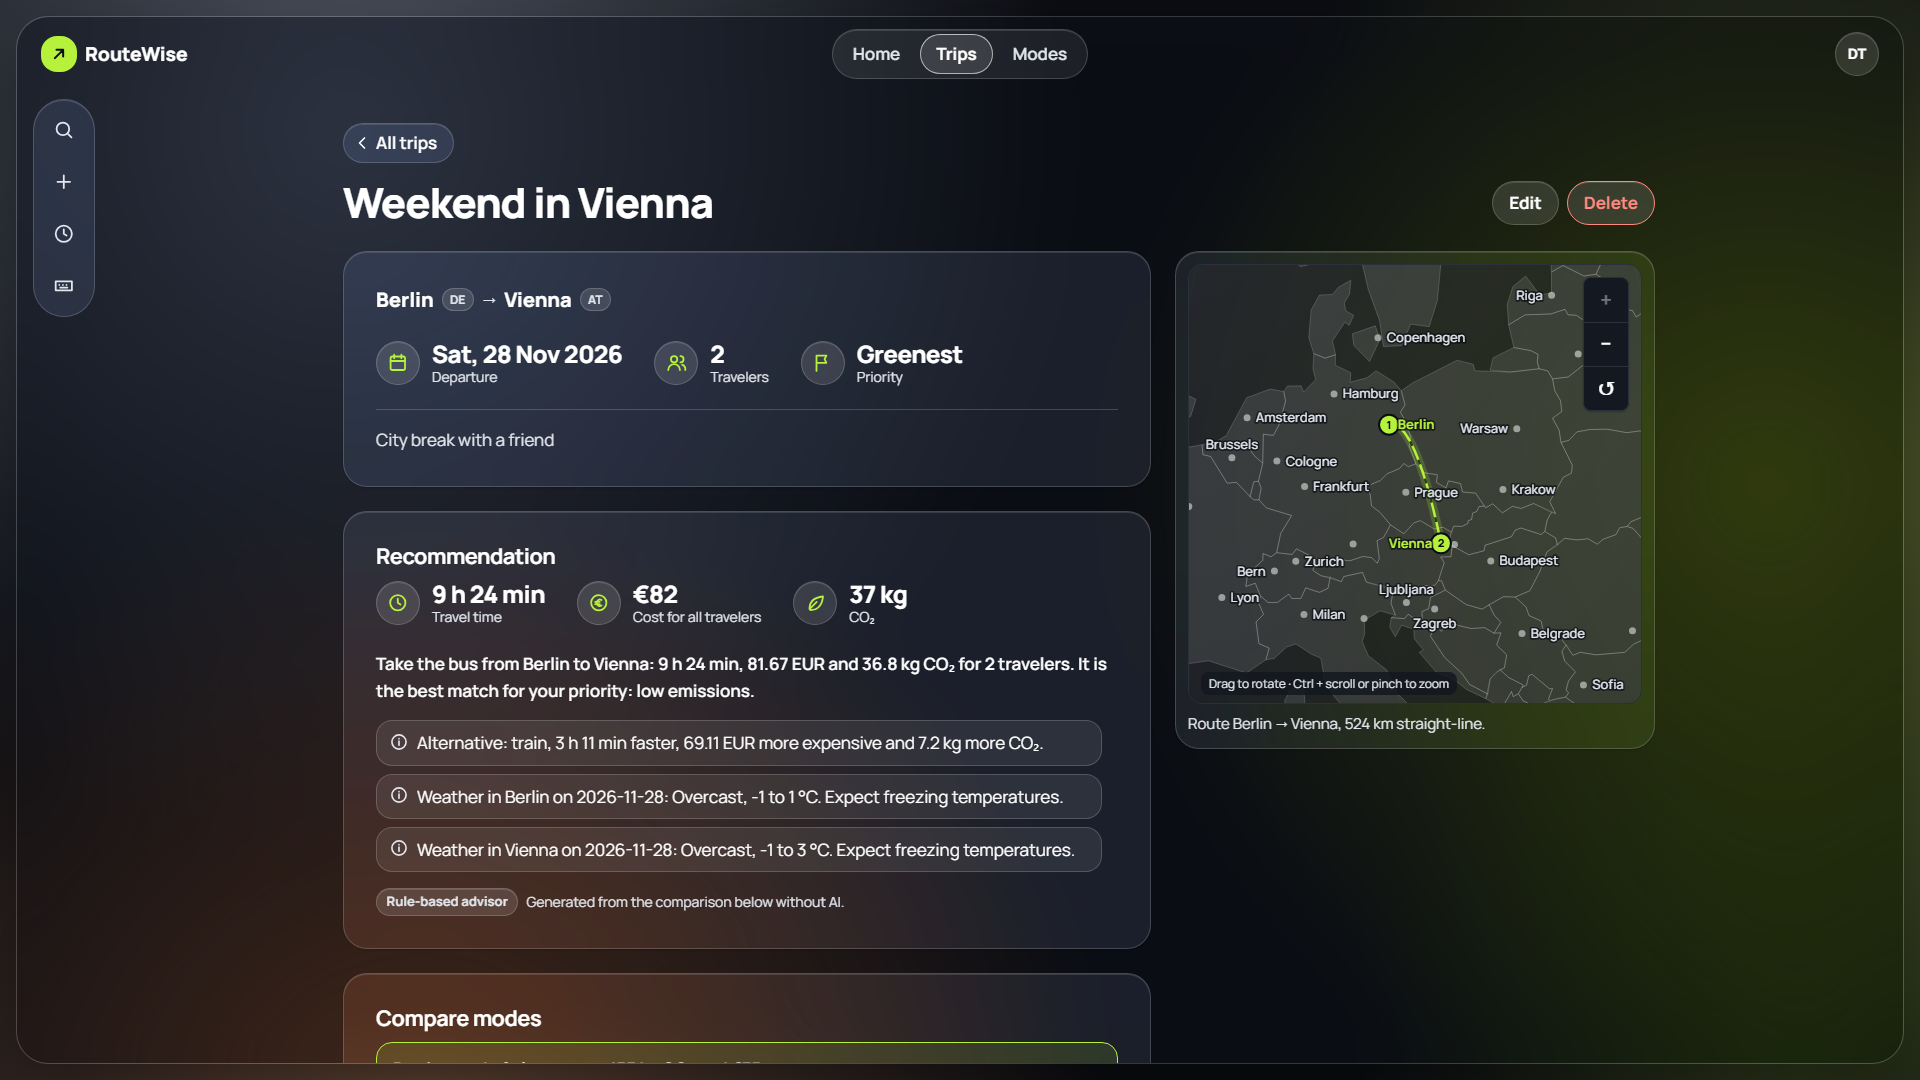 RouteWise
Home
Trips
Modes
DT
All trips
Weekend in Vienna
Edit
Delete
Berlin DE → Vienna AT
Sat, 28 Nov 2026
Departure
2
Travelers
Greenest
Priority
City break with a friend
Recommendation
9 h 24 min
Travel time
€82
Cost for all travelers
37 kg
CO₂
Take the bus from Berlin to Vienna: 9 h 24 min, 81.67 EUR and 36.8 kg CO₂ for 2 travelers. It is
the best match for your priority: low emissions.
Alternative: train, 3 h 11 min faster, 69.11 EUR more expensive and 7.2 kg more CO₂.
Weather in Berlin on 2026-11-28: Overcast, -1 to 1 °C. Expect freezing temperatures.
Weather in Vienna on 2026-11-28: Overcast, -1 to 3 °C. Expect freezing temperatures.
Rule-based advisor Generated from the comparison below without AI.
Compare modes
Riga
Copenhagen
Hamburg
Amsterdam
1 Berlin
Warsaw
Brussels
Cologne
Frankfurt
Prague
Krakow
Vienna 2
Zurich
Budapest
Bern
Ljubljana
Lyon
Milan
Zagreb
Belgrade
Sofia
+
−
↺
Drag to rotate · Ctrl + scroll or pinch to zoom
Route Berlin → Vienna, 524 km straight-line.